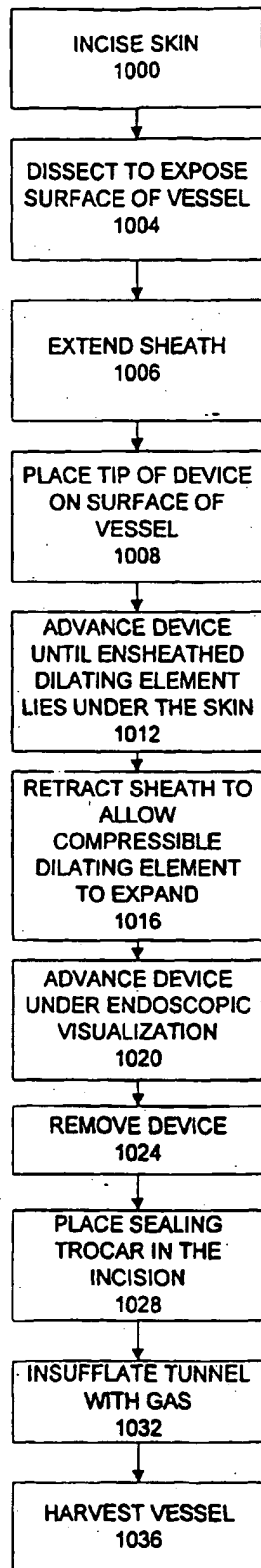 INCISE SKIN
1000
DISSECT TO EXPOSE
SURFACE OF VESSEL
1004
EXTEND SHEATH
1006
PLACE TIP OF DEVICE
ON SURFACE OF
VESSEL
1008
ADVANCE DEVICE
UNTIL ENSHEATHED
DILATING ELEMENT
LIES UNDER THE SKIN
1012
RETRACT SHEATH TO
ALLOW
COMPRESSIBLE
DILATING ELEMENT
TO EXPAND
1016
ADVANCE DEVICE
UNDER ENDOSCOPIC
VISUALIZATION
1020
REMOVE DEVICE
1024
PLACE SEALING
TROCAR IN THE
INCISION
1028
INSUFFLATE TUNNEL
WITH GAS
1032
HARVEST VESSEL
1036